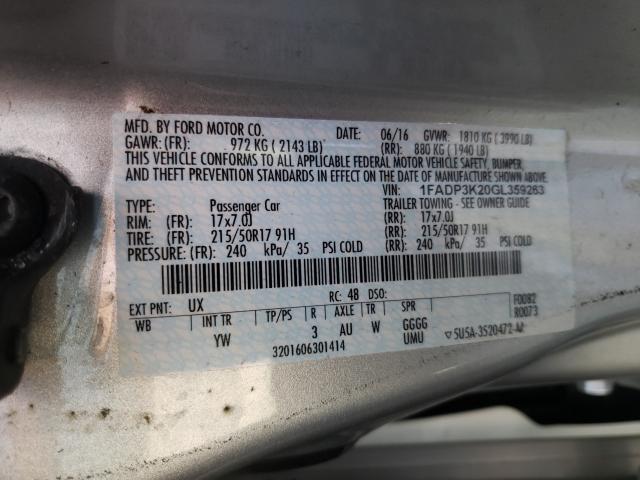 MFD. BY FORD MOTOR CO. DATE: 06/16 GVWR: 1810 KG ( 3990 LB)
GAWR: (FR): 972 KG ( 2143 LB) (RR): 880 KG ( 1940 LB)
THIS VEHICLE CONFORMS TO ALL APPLICABLE FEDERAL MOTOR VEHICLE SAFETY, BUMPER,
AND THEFT PREVENTION STANDARDS IN EFFECT ON THE DATE OF MANUFACTURE SHOWN ABOVE.
VIN: 1FADP3K20GL359263
TYPE: Passenger Car TRAILER TOWING - SEE OWNER GUIDE
RIM: (FR): 17x7.0J (RR): 17x7.0J
TIRE: (FR): 215/50R17 91H (RR): 215/50R17 91H
PRESSURE: (FR): 240 kPa/ 35 PSI COLD (RR): 240 kPa/ 35 PSI COLD
EXT PNT: UX RC: 48 DSO: F0082
WB INT TR TP/PS R AXLE TR SPR R0073
YW 3 AU W GGGG
3201606301414 UMU 5U5A-3520472-A